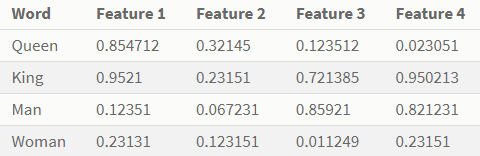 Word Feature 1 Feature 2 Feature 3 Feature 4
Queen 0.854712 0.32145 0.123512 0.023051
King 0.9521 0.23151 0.721385 0.950213
Man 0.12351 0.067231 0.85921 0.821231
Woman 0.23131 0.123151 0.011249 0.23151